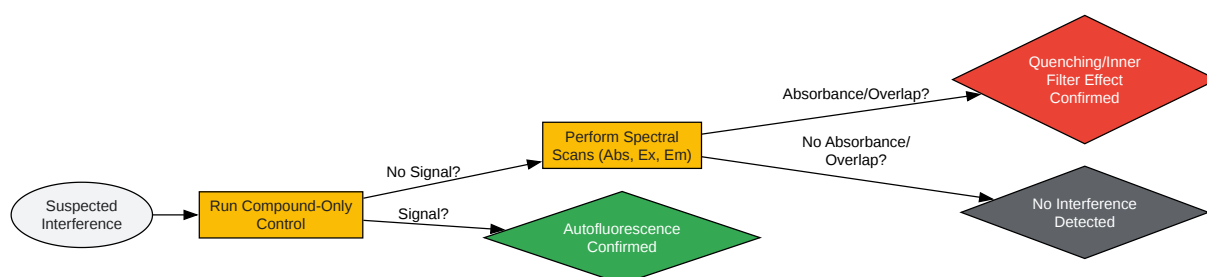 Suspected
Interference
Run Compound-Only
Control
No Signal?
Signal?
Perform Spectral
Scans (Abs, Ex, Em)
Autofluorescence
Confirmed
Absorbance/Overlap?
No Absorbance/
Overlap?
Quenching/Inner
Filter Effect
Confirmed
No Interference
Detected